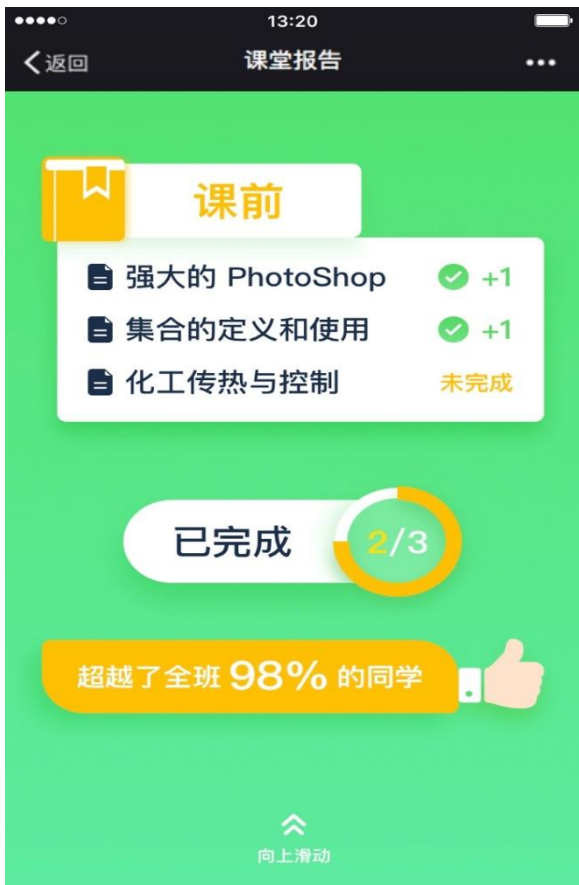 13:20
返回 课堂报告
课前
强大的 PhotoShop +1
集合的定义和使用 +1
化工传热与控制 未完成
已完成 2/3
超越了全班 98% 的同学
向上滑动